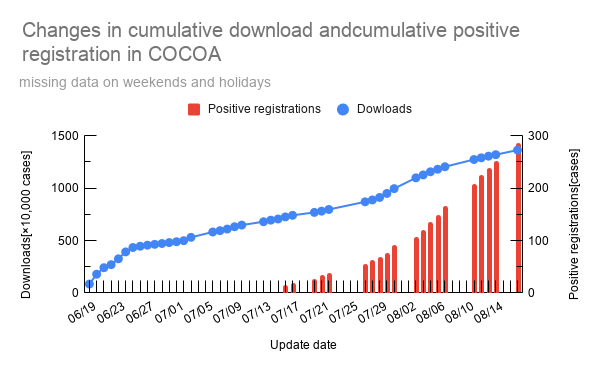 Changes in cumulative download andcumulative positive
registration in COCOA
missing data on weekends and holidays
Positive registrations
Dowloads
Downloads[×10,000 cases]
1500
1000
500
0
300
200
100
0
Positive registrations[cases]
06/19
06/23
06/27
07/01
07/05
07/09
07/13
07/17
07/21
07/25
07/29
08/02
08/06
08/10
08/14
Update date